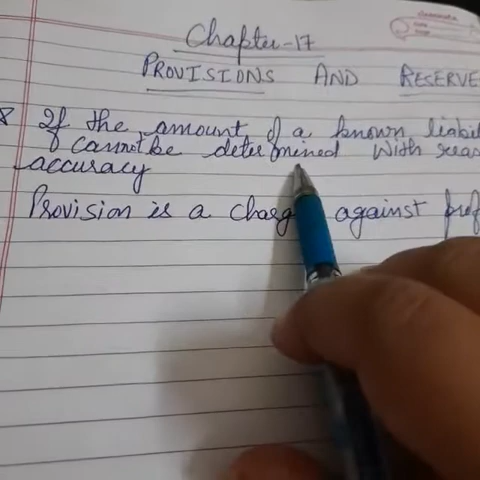 Chapter-17
PROVISIONS AND RESERVE
If the amount of a known liabil
cannot be determined with reas
accuracy
Provision is a charg against prof